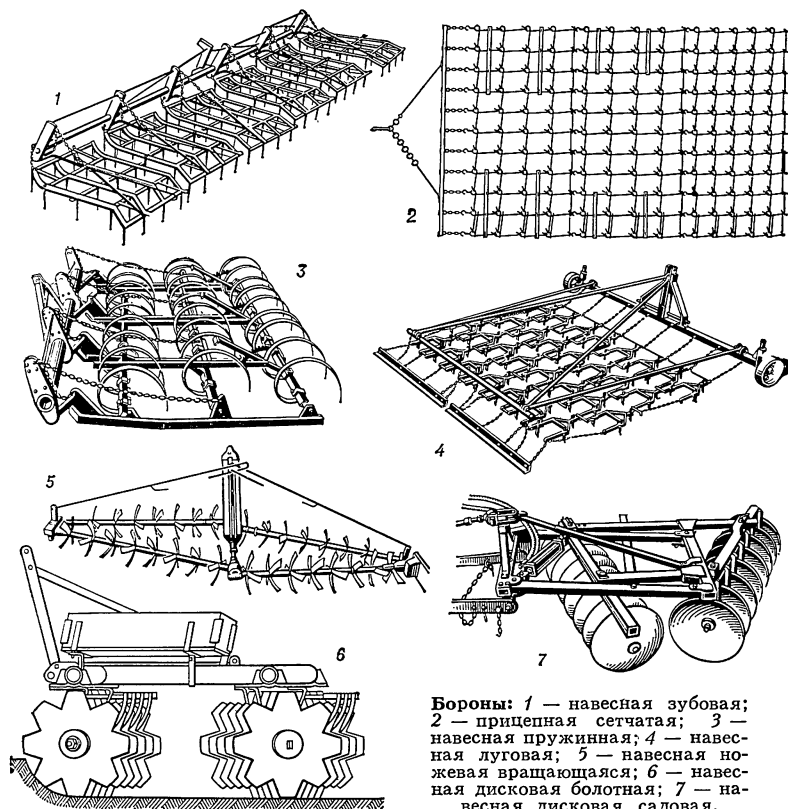 1
2
3
4
5
6
7
Бороны: 1 — навесная зубовая;
2 — прицепная сетчатая; 3 —
навесная пружинная; 4 — навес-
ная луговая; 5 — навесная но-
жевая вращающаяся; 6 — навес-
ная дисковая болотная; 7 — на-
весная дисковая садовая.